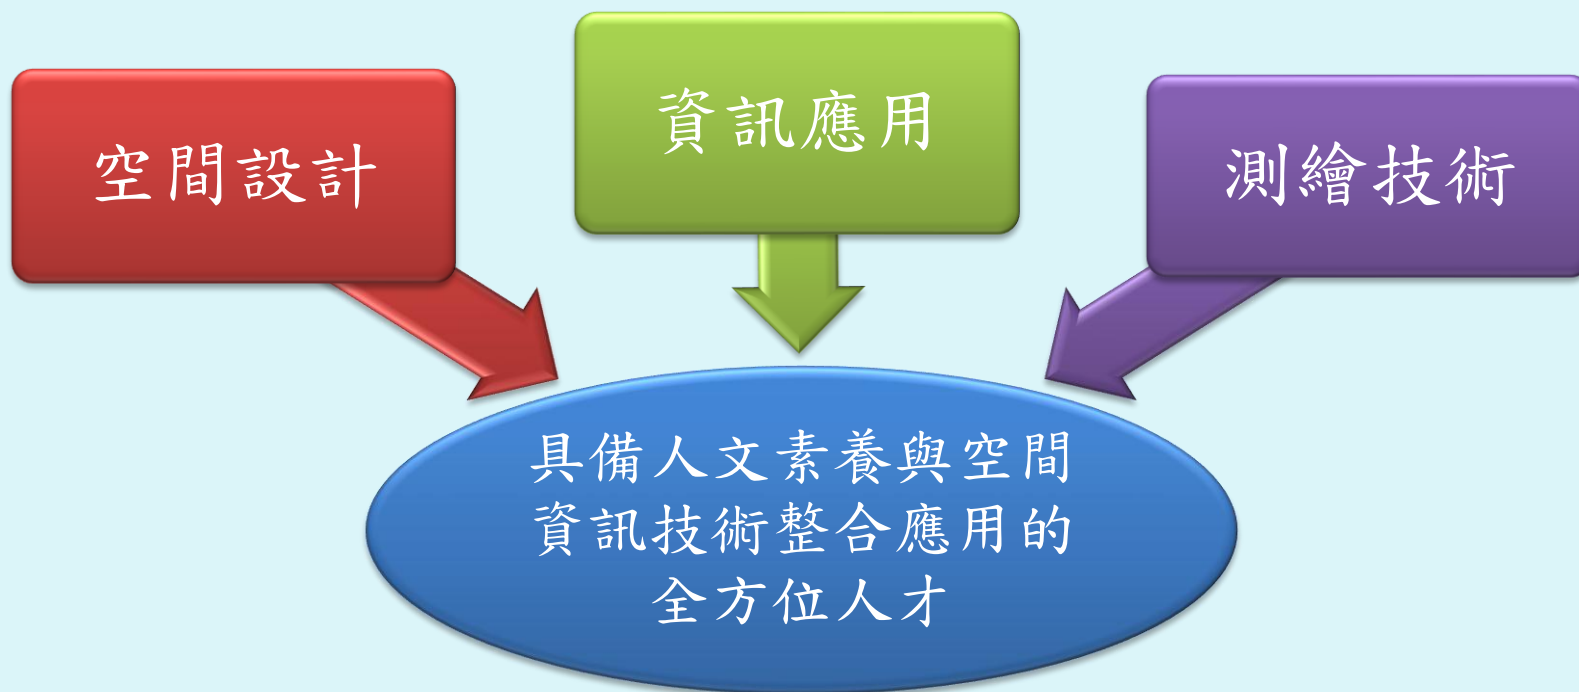 空間設計
資訊應用
測繪技術
具備人文素養與空間
資訊技術整合應用的
全方位人才